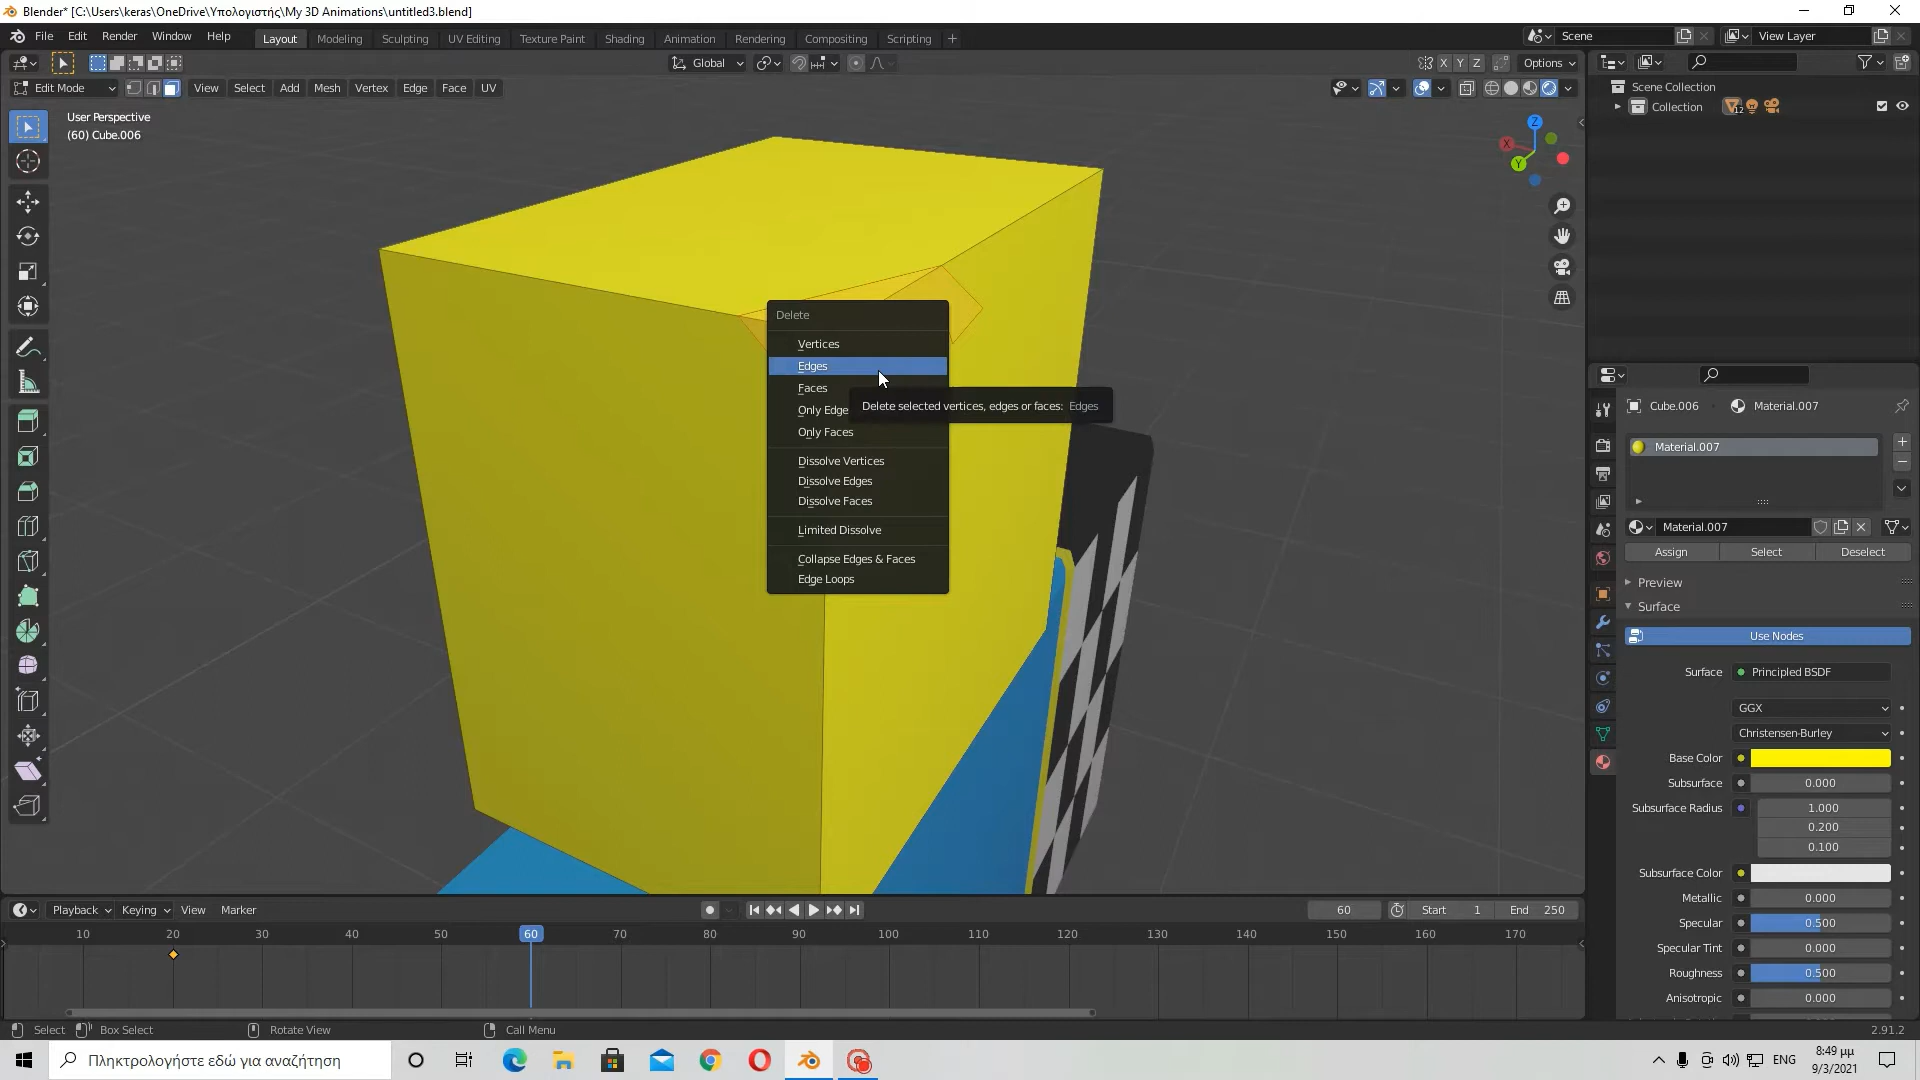 Blender* [C:\Users\keras\OneDrive\Υπολογιστής\My 3D Animations\untitled3.blend]
File Edit Render Window Help Layout Modeling Sculpting UV Editing Texture Paint Shading Animation Rendering Compositing Scripting + Scene View Layer
Global X Y Z Options
Edit Mode View Select Add Mesh Vertex Edge Face UV
User Perspective
(60) Cube.006
Z
X
Y
Scene Collection
Collection 12
Delete
Vertices
Edges
Faces
Only Edge
Only Faces
Dissolve Vertices
Dissolve Edges
Dissolve Faces
Limited Dissolve
Collapse Edges & Faces
Edge Loops
Delete selected vertices, edges or faces: Edges
Cube.006 Material.007
Material.007
Material.007
Assign Select Deselect
Preview
Surface
Use Nodes
Surface Principled BSDF
GGX
Christensen-Burley
Base Color
Subsurface 0.000
Subsurface Radius 1.000
0.200
0.100
Subsurface Color
Metallic 0.000
Specular 0.500
Specular Tint 0.000
Roughness 0.500
Anisotropic 0.000
Playback Keying View Marker 60 Start 1 End 250
10 20 30 40 50 60 70 80 90 100 110 120 130 140 150 160 170
Select Box Select Rotate View Call Menu 2.91.2
Πληκτρολογήστε εδώ για αναζήτηση
ENG
8:49 μμ
9/3/2021